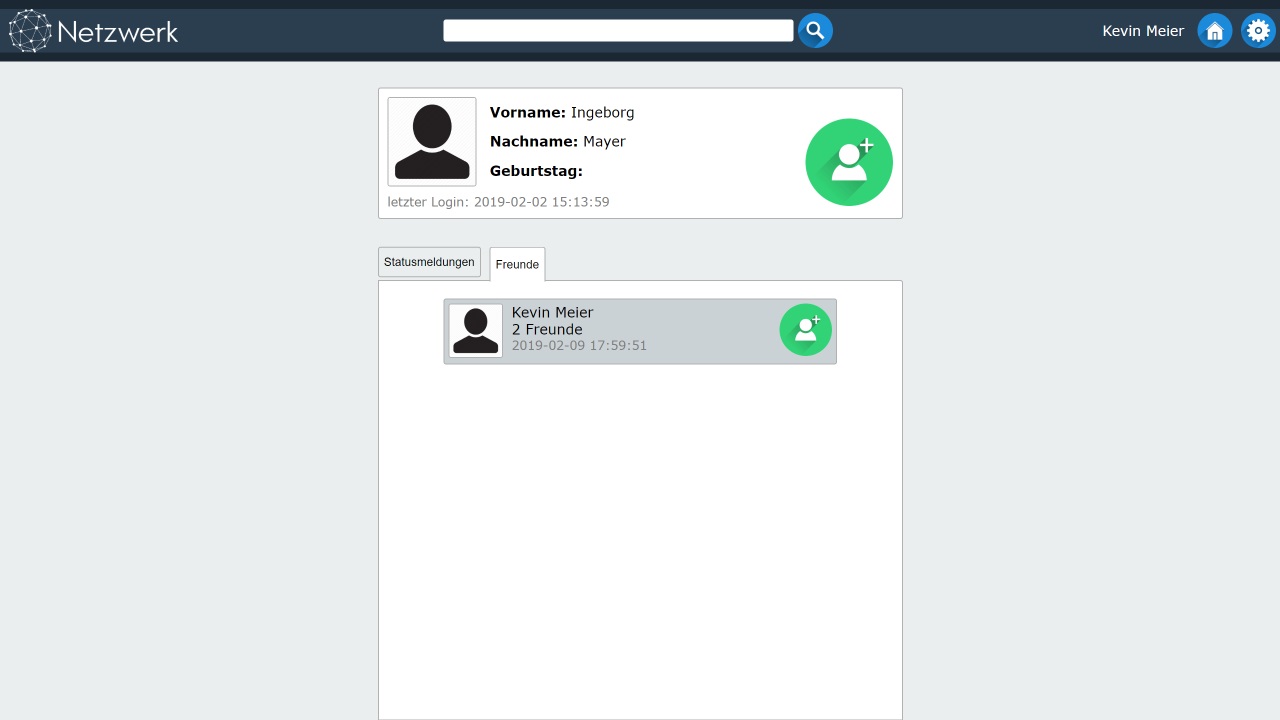 Netzwerk
Kevin Meier
Vorname: Ingeborg
Nachname: Mayer
Geburtstag:
letzter Login: 2019-02-02 15:13:59
Statusmeldungen
Freunde
Kevin Meier
2 Freunde
2019-02-09 17:59:51